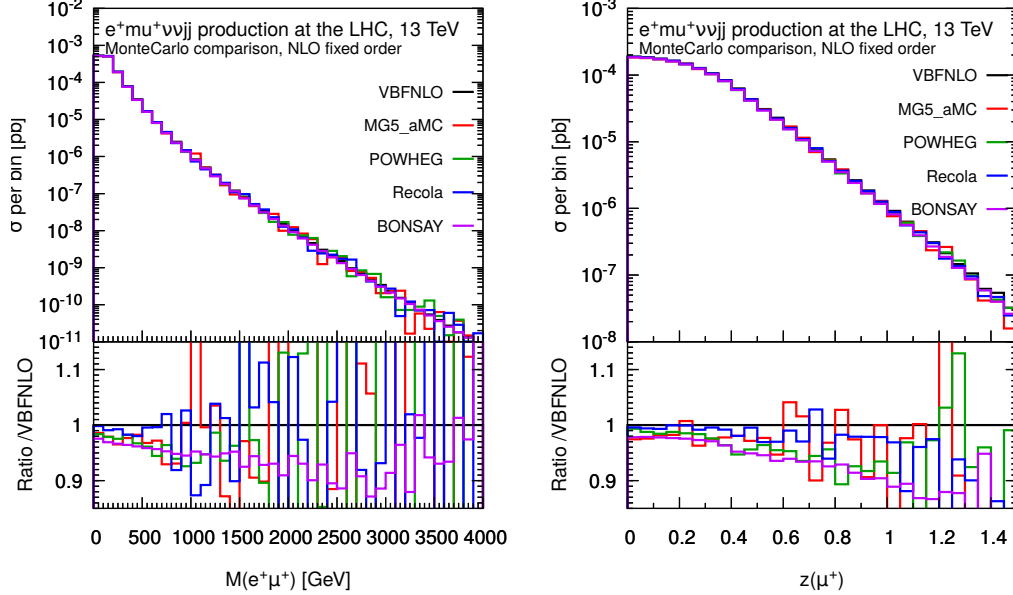 e⁺mu⁺ννjj production at the LHC, 13 TeV
MonteCarlo comparison, NLO fixed order
VBFNLO
MG5_aMC
POWHEG
Recola
BONSAY
σ per bin [pb]
10⁻²
10⁻³
10⁻⁴
10⁻⁵
10⁻⁶
10⁻⁷
10⁻⁸
10⁻⁹
10⁻¹⁰
10⁻¹¹
Ratio /VBFNLO
1.1
1
0.9
0 500 1000 1500 2000 2500 3000 3500 4000
M(e⁺μ⁺) [GeV]
e⁺mu⁺ννjj production at the LHC, 13 TeV
MonteCarlo comparison, NLO fixed order
VBFNLO
MG5_aMC
POWHEG
Recola
BONSAY
σ per bin [pb]
10⁻⁴
10⁻⁵
10⁻⁶
10⁻⁷
10⁻⁸
Ratio /VBFNLO
1.1
1
0.9
0 0.2 0.4 0.6 0.8 1 1.2 1.4
z(μ⁺)